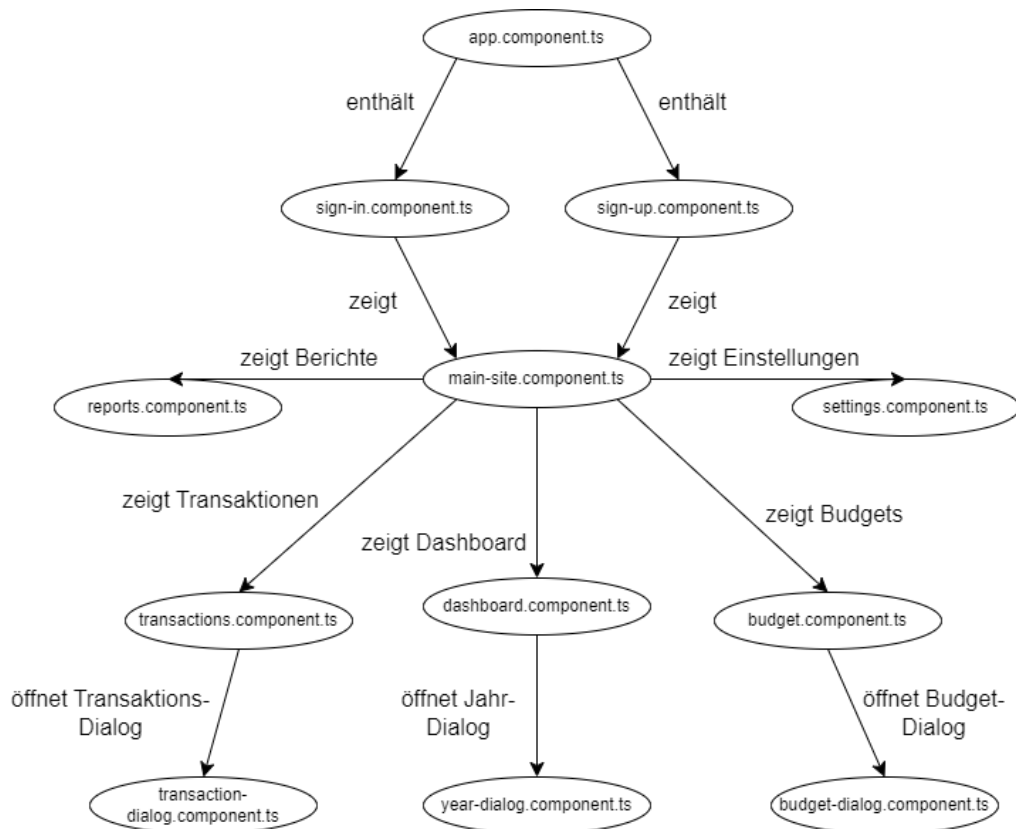 app.component.ts
enthält
enthält
sign-in.component.ts
sign-up.component.ts
zeigt
zeigt
zeigt Berichte
zeigt Einstellungen
main-site.component.ts
reports.component.ts
settings.component.ts
zeigt Transaktionen
zeigt Dashboard
zeigt Budgets
transactions.component.ts
dashboard.component.ts
budget.component.ts
öffnet Transaktions-
Dialog
öffnet Jahr-
Dialog
öffnet Budget-
Dialog
transaction-
dialog.component.ts
year-dialog.component.ts
budget-dialog.component.ts